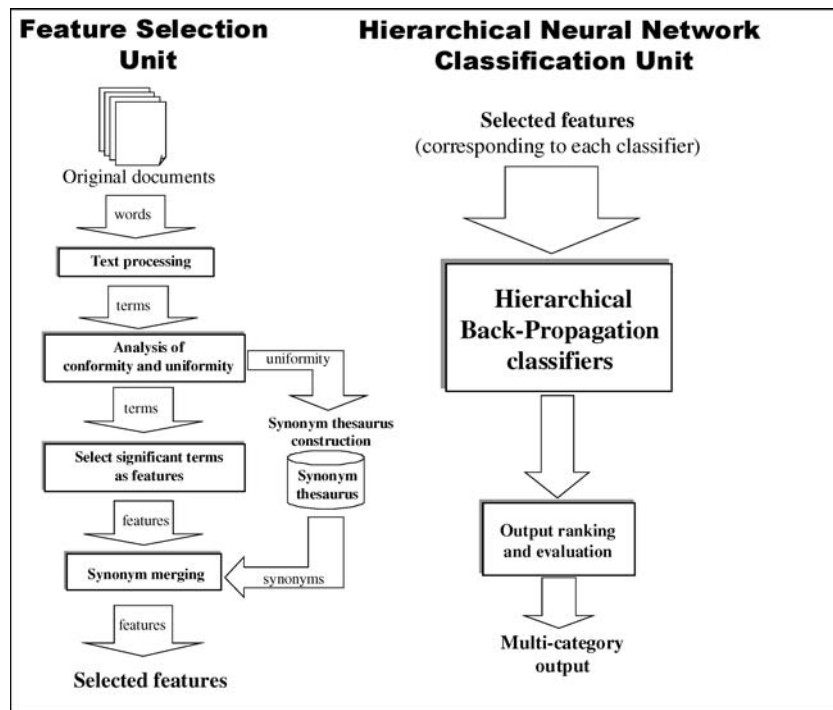 Feature Selection
Unit
Original documents
words
Text processing
terms
Analysis of
conformity and uniformity
uniformity
terms
Synonym thesaurus
construction
Select significant terms
as features
Synonym
thesaurus
features
Synonym merging
synonyms
features
Selected features
Hierarchical Neural Network
Classification Unit
Selected features
(corresponding to each classifier)
Hierarchical
Back-Propagation
classifiers
Output ranking
and evaluation
Multi-category
output